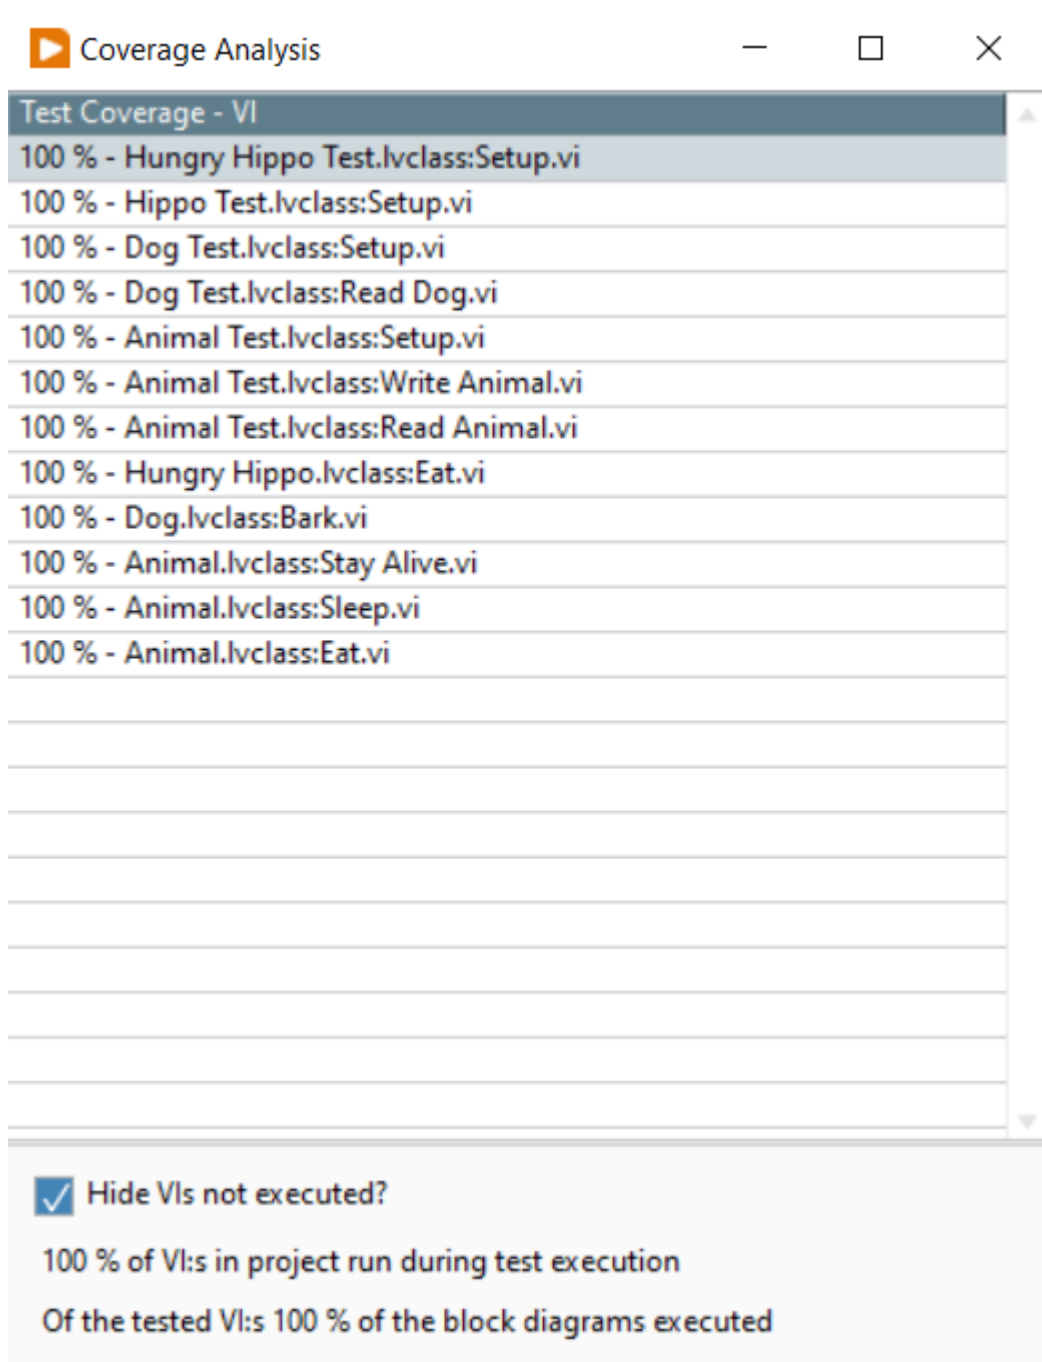 Coverage Analysis
Test Coverage - VI
100 % - Hungry Hippo Test.lvclass:Setup.vi
100 % - Hippo Test.lvclass:Setup.vi
100 % - Dog Test.lvclass:Setup.vi
100 % - Dog Test.lvclass:Read Dog.vi
100 % - Animal Test.lvclass:Setup.vi
100 % - Animal Test.lvclass:Write Animal.vi
100 % - Animal Test.lvclass:Read Animal.vi
100 % - Hungry Hippo.lvclass:Eat.vi
100 % - Dog.lvclass:Bark.vi
100 % - Animal.lvclass:Stay Alive.vi
100 % - Animal.lvclass:Sleep.vi
100 % - Animal.lvclass:Eat.vi
Hide VIs not executed?
100 % of VI:s in project run during test execution
Of the tested VI:s 100 % of the block diagrams executed